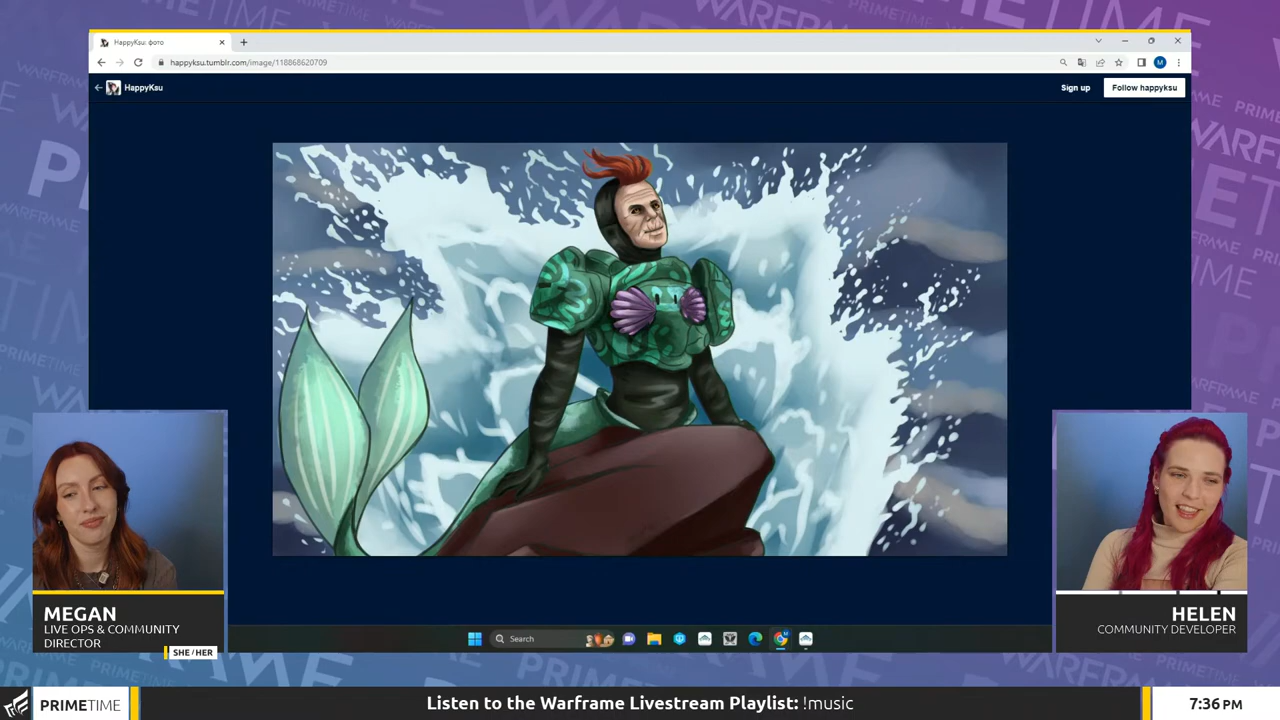 HappyKsu: фото
happyksu.tumblr.com/image/118868620709
HappyKsu
Sign up
Follow happyksu
MEGAN
LIVE OPS & COMMUNITY
DIRECTOR
SHE / HER
HELEN
COMMUNITY DEVELOPER
Search
PRIMETIME
Listen to the Warframe Livestream Playlist: !music
7:36 PM